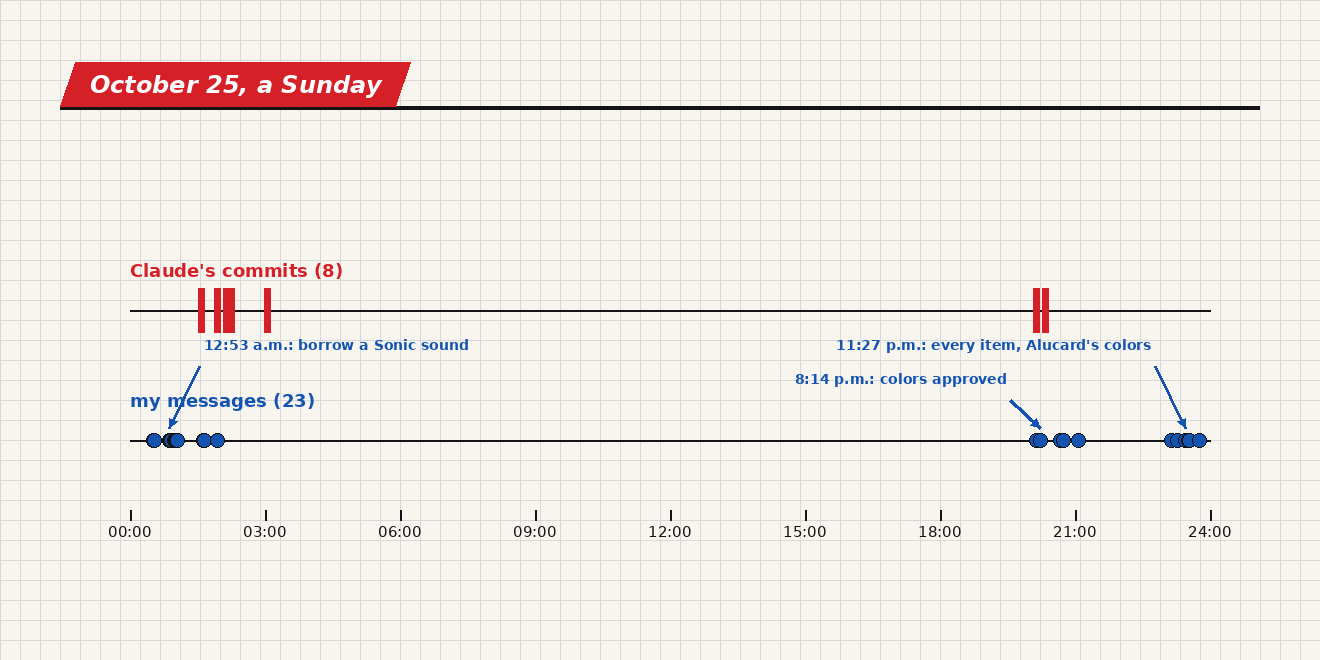 October 25, a Sunday
Claude's commits (8)
12:53 a.m.: borrow a Sonic sound
11:27 p.m.: every item, Alucard's colors
8:14 p.m.: colors approved
my messages (23)
00:00
03:00
06:00
09:00
12:00
15:00
18:00
21:00
24:00